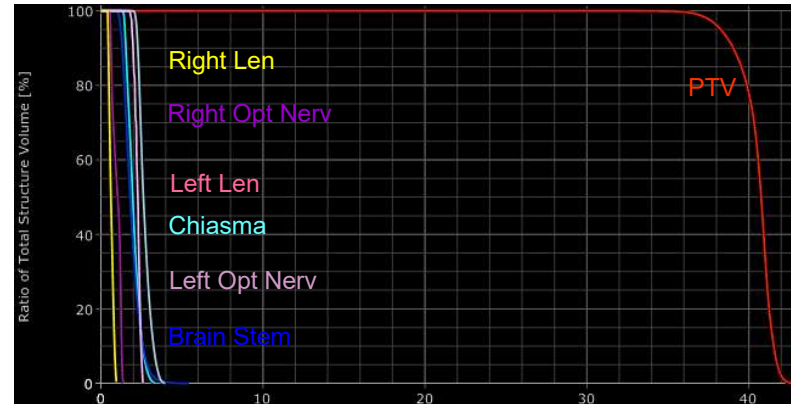 Ratio of Total Structure Volume [%]
100
80
60
40
20
0
0
10
20
30
40
Right Len
Right Opt Nerv
Left Len
Chiasma
Left Opt Nerv
Brain Stem
PTV